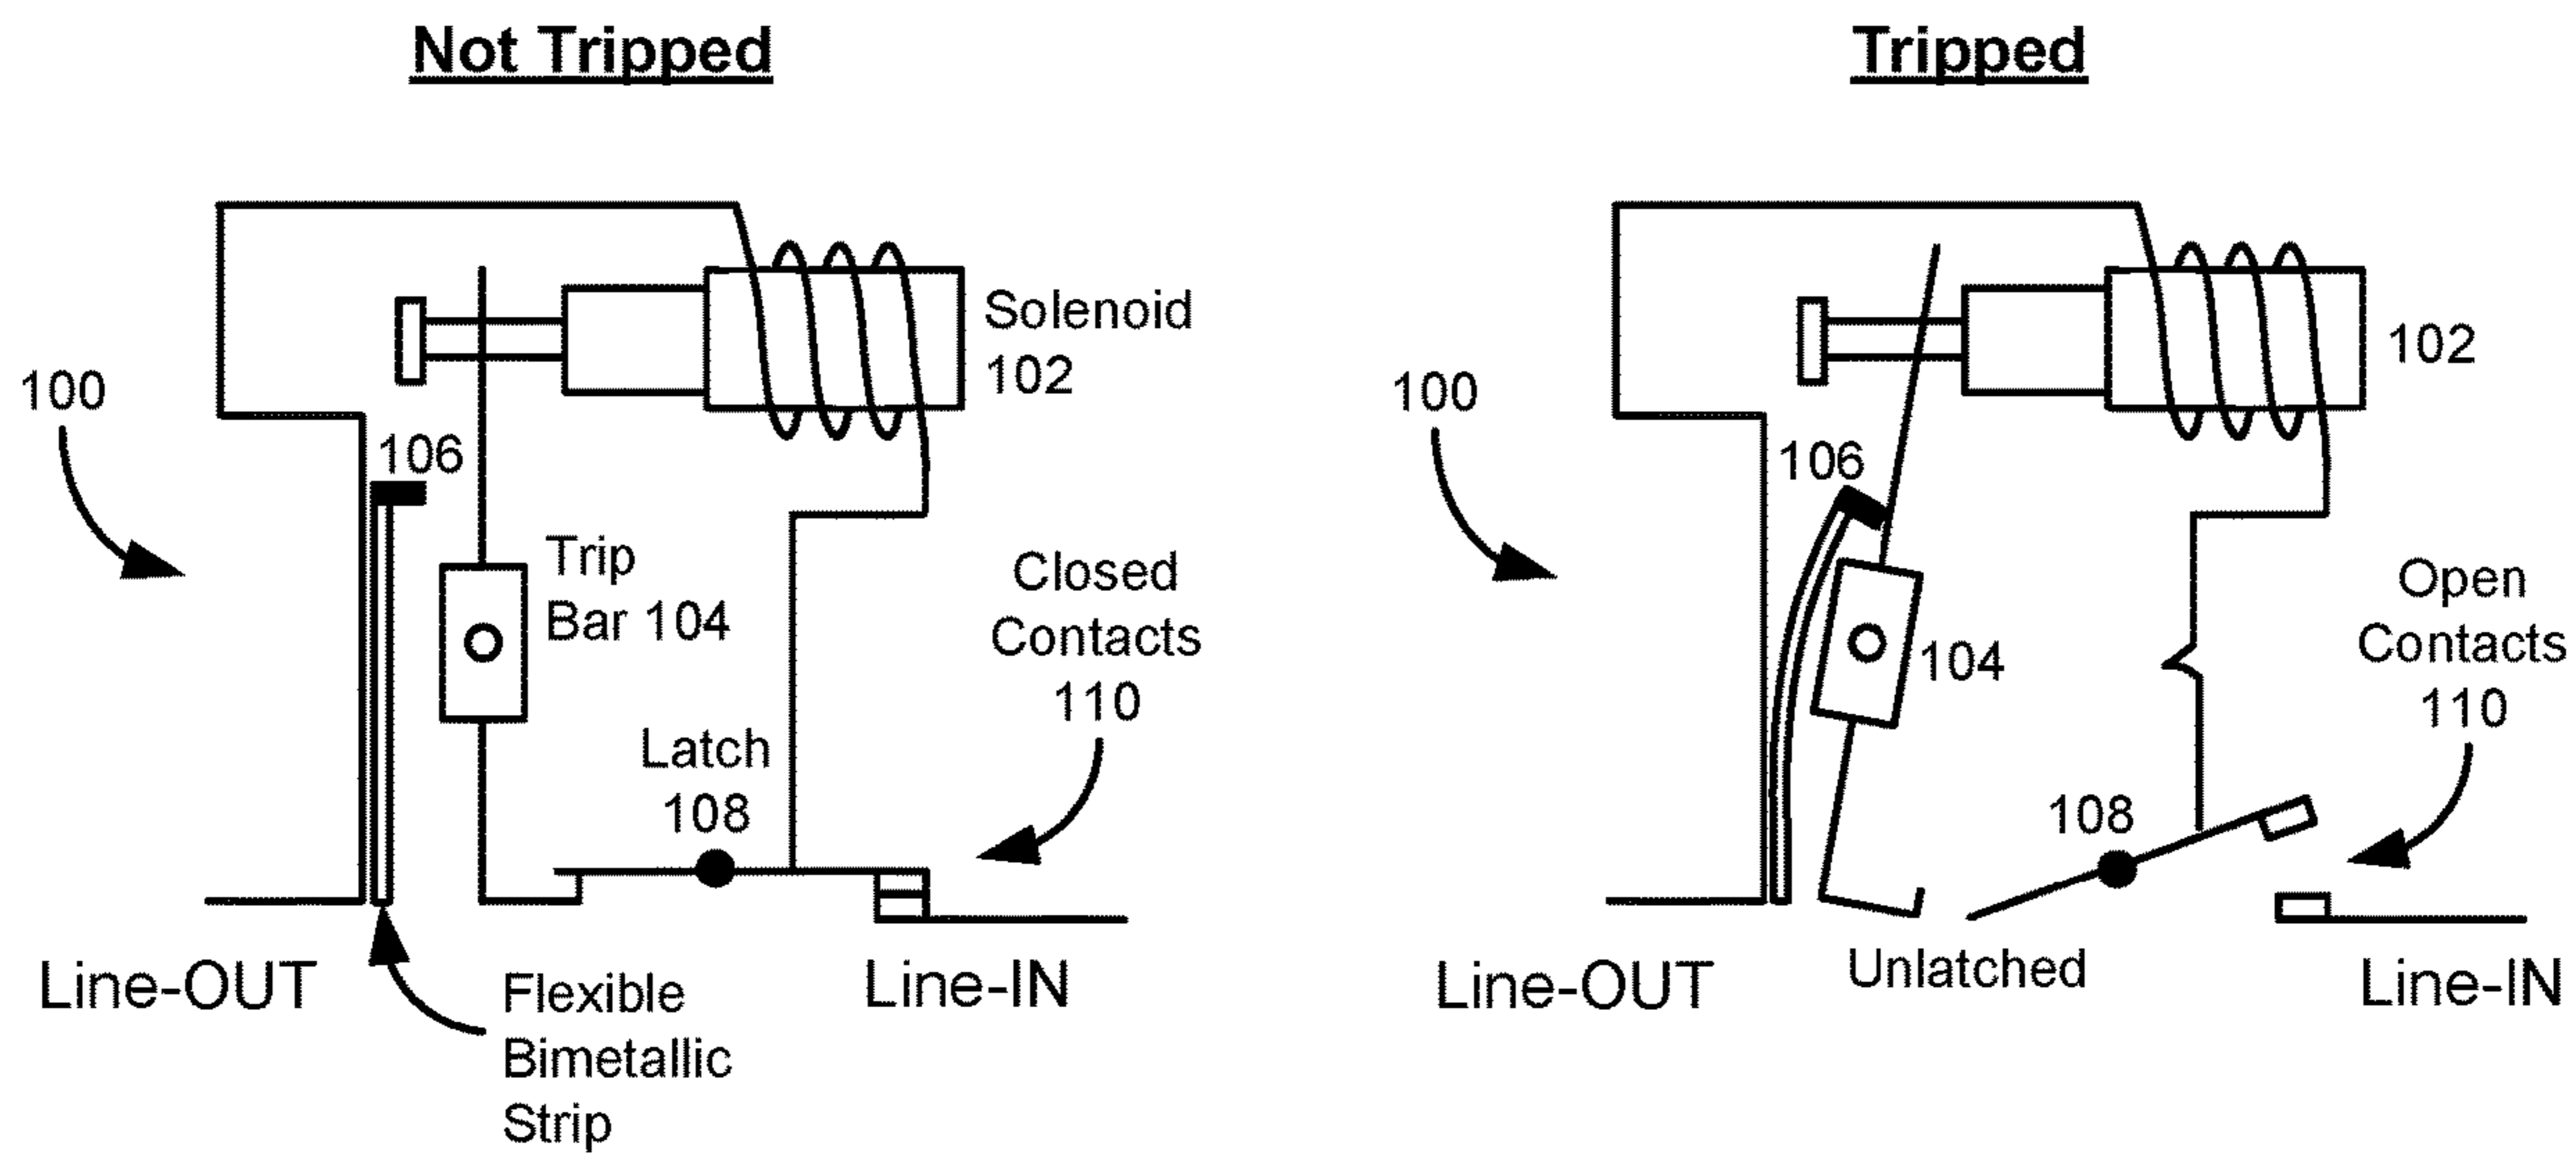 Not Tripped
100
106
Solenoid
102
Trip
Bar 104
Closed
Contacts
110
Latch
108
Line-OUT
Line-IN
Flexible
Bimetallic
Strip
Tripped
100
106
102
104
Open
Contacts
110
108
Unlatched
Line-OUT
Line-IN